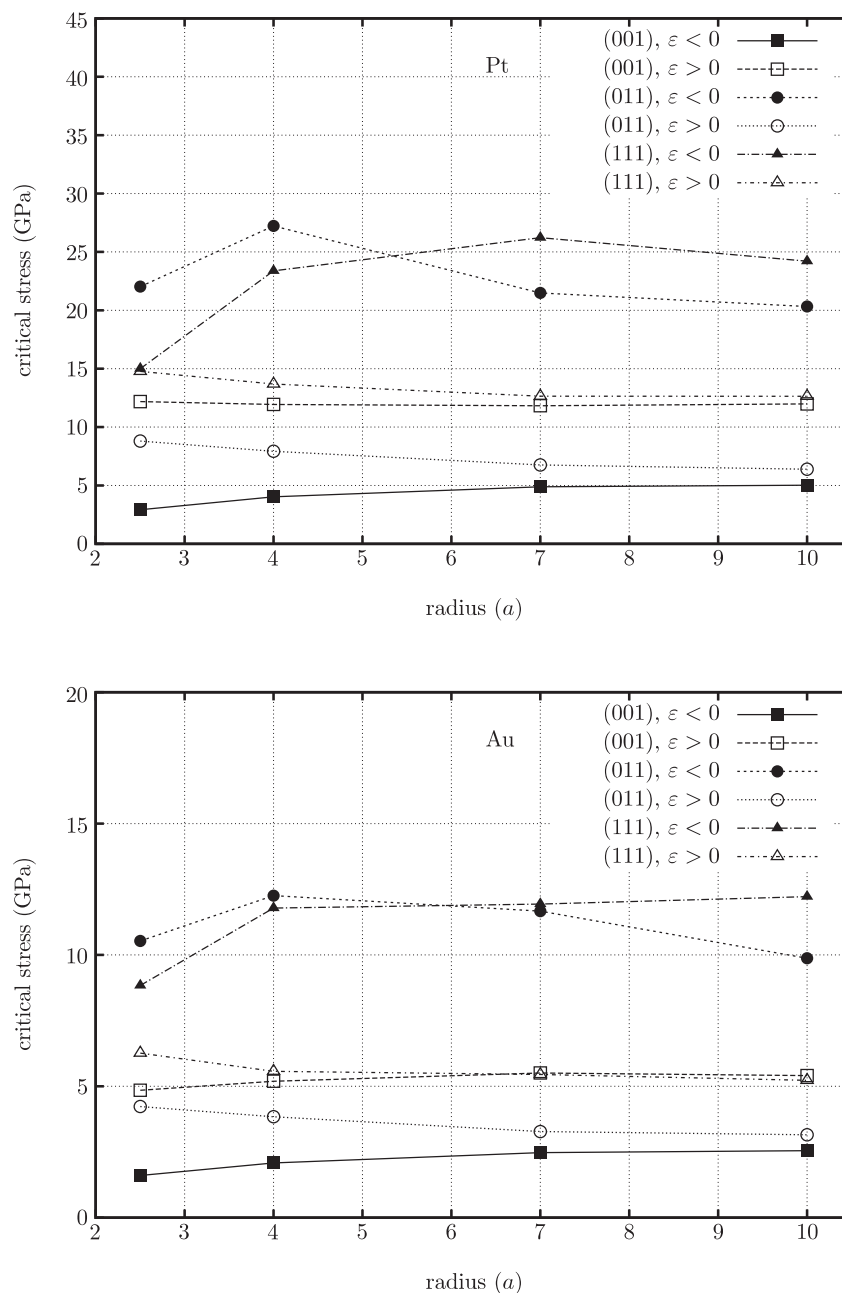 45
40
35
30
25
20
15
10
5
0
critical stress (GPa)
Pt
(001), ε < 0
(001), ε > 0
(011), ε < 0
(011), ε > 0
(111), ε < 0
(111), ε > 0
2 3 4 5 6 7 8 9 10
radius (a)
20
15
10
5
0
critical stress (GPa)
Au
(001), ε < 0
(001), ε > 0
(011), ε < 0
(011), ε > 0
(111), ε < 0
(111), ε > 0
2 3 4 5 6 7 8 9 10
radius (a)